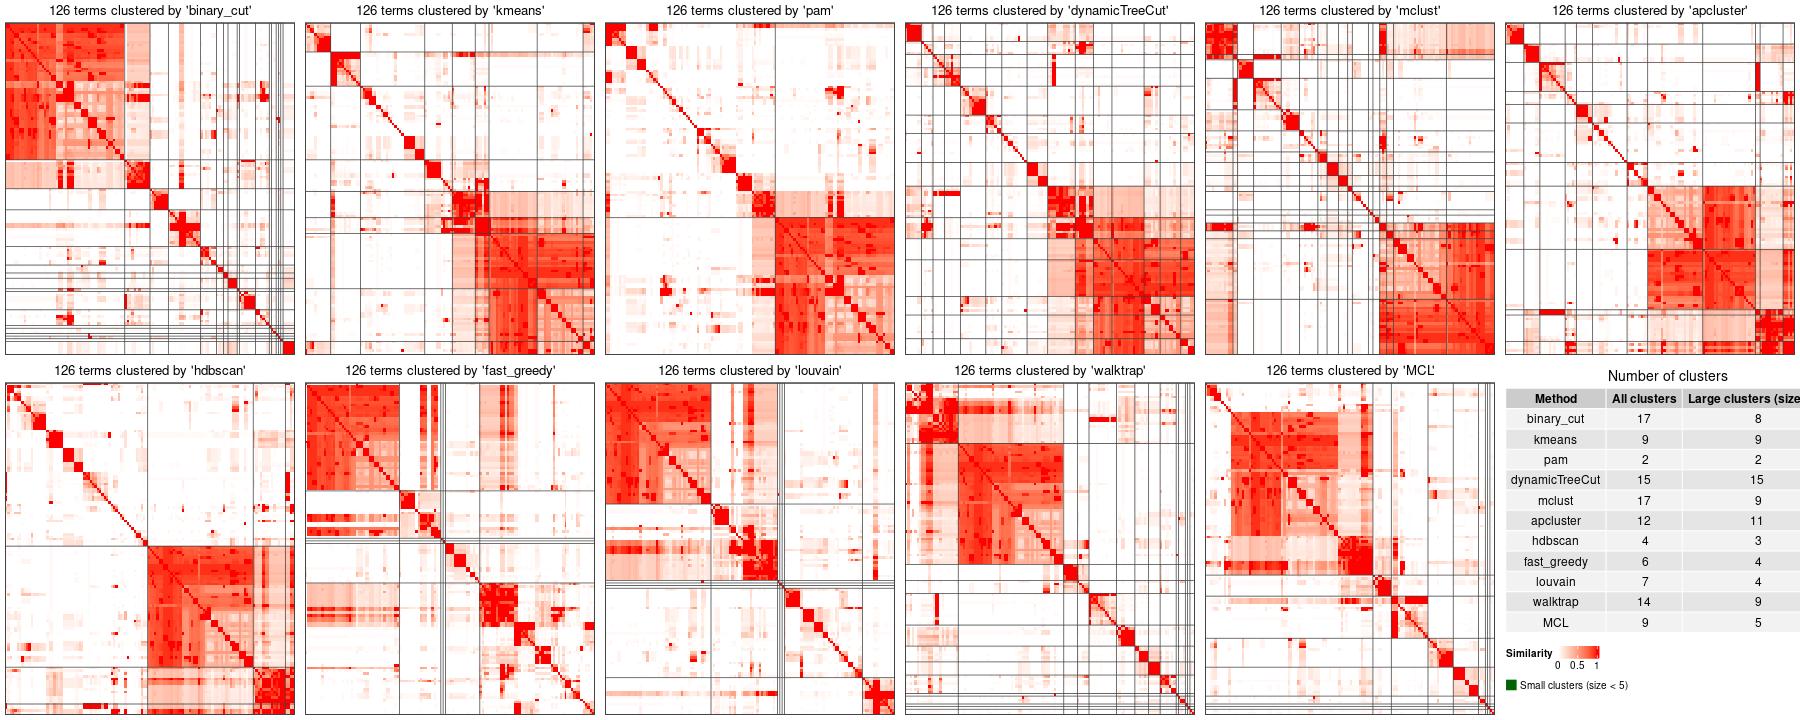 126 terms clustered by 'binary_cut'
126 terms clustered by 'kmeans'
126 terms clustered by 'pam'
126 terms clustered by 'dynamicTreeCut'
126 terms clustered by 'mclust'
126 terms clustered by 'apcluster'
126 terms clustered by 'hdbscan'
126 terms clustered by 'fast_greedy'
126 terms clustered by 'louvain'
126 terms clustered by 'walktrap'
126 terms clustered by 'MCL'
Number of clusters
Method All clusters Large clusters (size
binary_cut 17 8
kmeans 9 9
pam 2 2
dynamicTreeCut 15 15
mclust 17 9
apcluster 12 11
hdbscan 4 3
fast_greedy 6 4
louvain 7 4
walktrap 14 9
MCL 9 5
Similarity
0 0.5 1
Small clusters (size < 5)